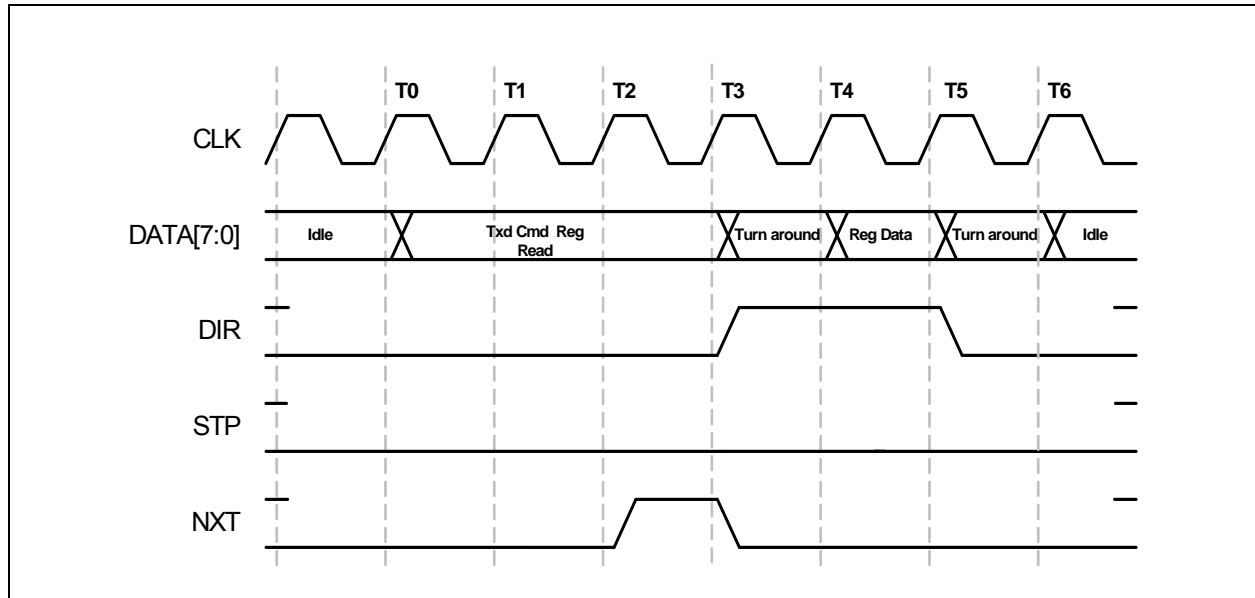 T0 T1 T2 T3 T4 T5 T6
CLK
DATA[7:0] Idle Txd Cmd Reg Read Turn around Reg Data Turn around Idle
DIR
STP
NXT